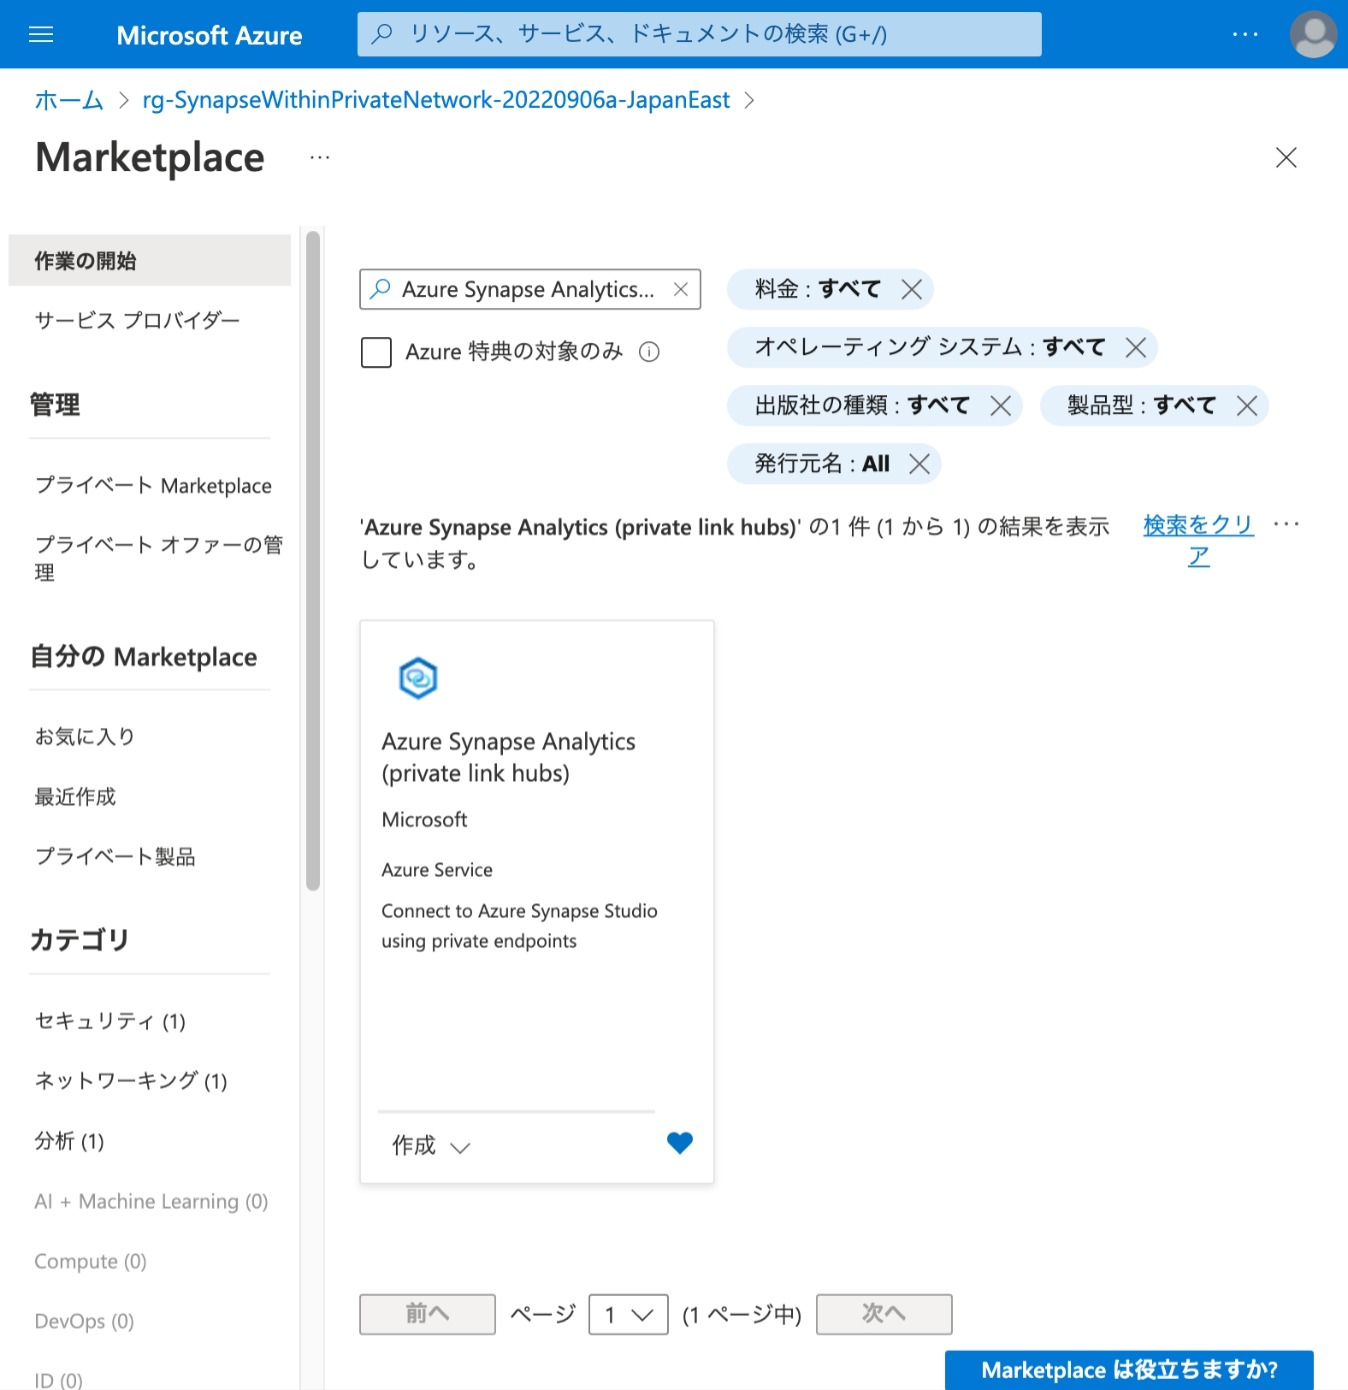 Microsoft Azure
リソース、サービス、ドキュメントの検索 (G+/)
ホーム > rg-SynapseWithinPrivateNetwork-20220906a-JapanEast >
Marketplace ...
作業の開始
サービス プロバイダー
管理
プライベート Marketplace
プライベート オファーの管
理
自分の Marketplace
お気に入り
最近作成
プライベート製品
カテゴリ
セキュリティ (1)
ネットワーキング (1)
分析 (1)
AI + Machine Learning (0)
Compute (0)
DevOps (0)
ID (0)
Azure Synapse Analytics...
Azure 特典の対象のみ
料金 : すべて
オペレーティング システム : すべて
出版社の種類 : すべて
製品型 : すべて
発行元名 : All
'Azure Synapse Analytics (private link hubs)' の1 件 (1 から 1) の結果を表示
しています。
検索をクリ
ア
Azure Synapse Analytics
(private link hubs)
Microsoft
Azure Service
Connect to Azure Synapse Studio
using private endpoints
作成
前へ ページ 1 (1 ページ中) 次へ
Marketplace は役立ちますか?